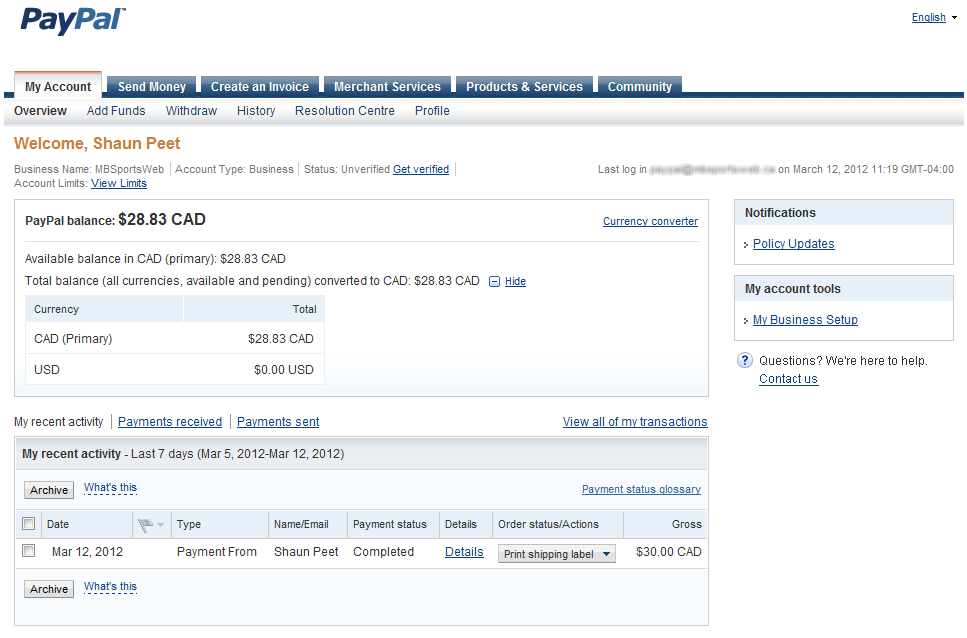 PayPal™
English
My Account Send Money Create an Invoice Merchant Services Products & Services Community
Overview Add Funds Withdraw History Resolution Centre Profile
Welcome, Shaun Peet
Business Name: MBSportsWeb Account Type: Business Status: Unverified Get verified
Last log in on March 12, 2012 11:19 GMT-04:00
Account Limits: View Limits
PayPal balance: $28.83 CAD
Currency converter
Available balance in CAD (primary): $28.83 CAD
Total balance (all currencies, available and pending) converted to CAD: $28.83 CAD Hide
Currency Total
CAD (Primary) $28.83 CAD
USD $0.00 USD
Notifications
Policy Updates
My account tools
My Business Setup
? Questions? We're here to help.
Contact us
My recent activity Payments received Payments sent
View all of my transactions
My recent activity - Last 7 days (Mar 5, 2012-Mar 12, 2012)
Archive What's this
Payment status glossary
Date Type Name/Email Payment status Details Order status/Actions Gross
Mar 12, 2012 Payment From Shaun Peet Completed Details Print shipping label $30.00 CAD
Archive What's this